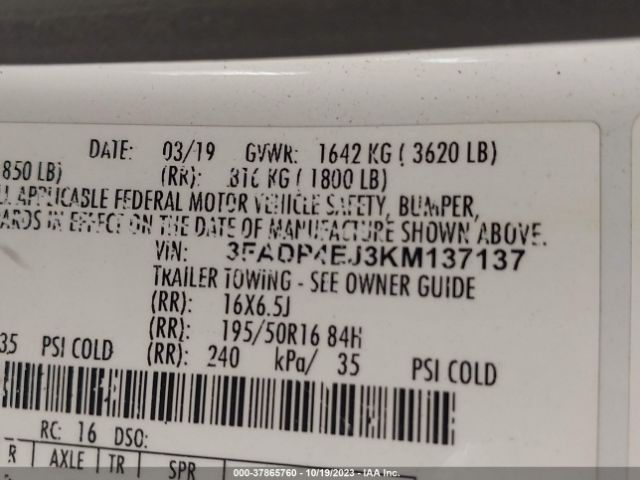 DATE: 03/19 GVWR: 1642 KG ( 3620 LB)
850 LB) (RR): 816 KG ( 1800 LB)
APPLICABLE FEDERAL MOTOR VEHICLE SAFETY, BUMPER,
ARDS IN EFFECT ON THE DATE OF MANUFACTURE SHOWN ABOVE.
VIN: 3FADP4EJ3KM137137
TRAILER TOWING - SEE OWNER GUIDE
(RR): 16X6.5J
(RR): 195/50R16 84H
35 PSI COLD (RR): 240 kPa/ 35 PSI COLD
RC: 16 DSO:
R AXLE TR SPR
000-37865760 - 10/19/2023 - IAA Inc.